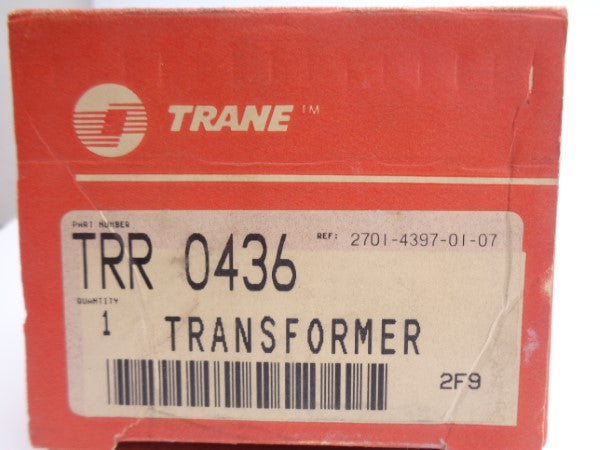 TRANE TM
PART NUMBER
TRR 0436
REF: 2701-4397-01-07
QUANTITY
1 TRANSFORMER
2F9